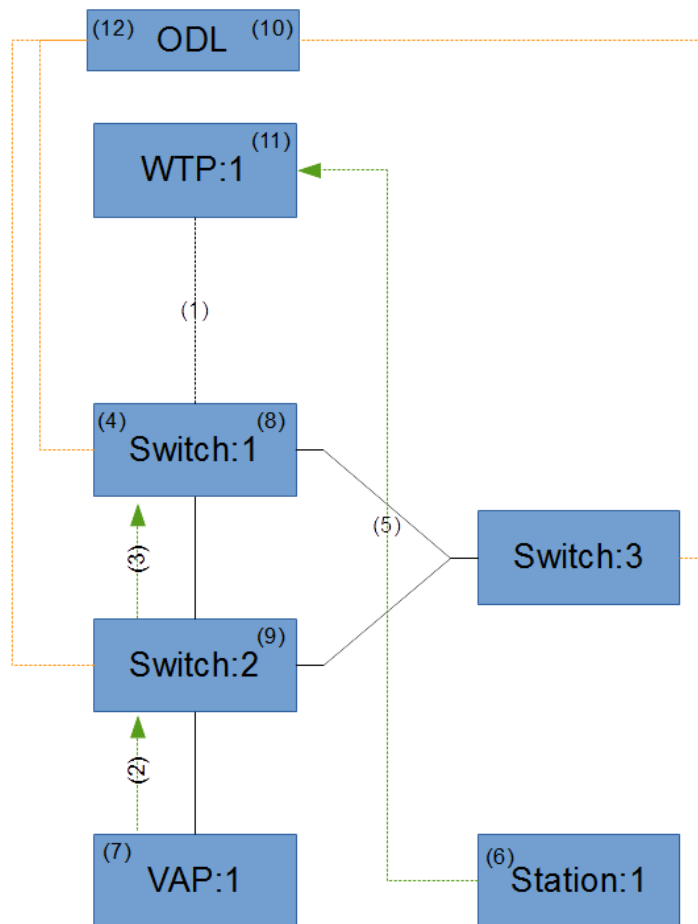 (12) ODL (10)
(11)
WTP:1
(1)
(4) (8)
Switch:1
(5)
(3)
Switch:3
(9)
Switch:2
(2)
(7)
VAP:1
(6)
Station:1